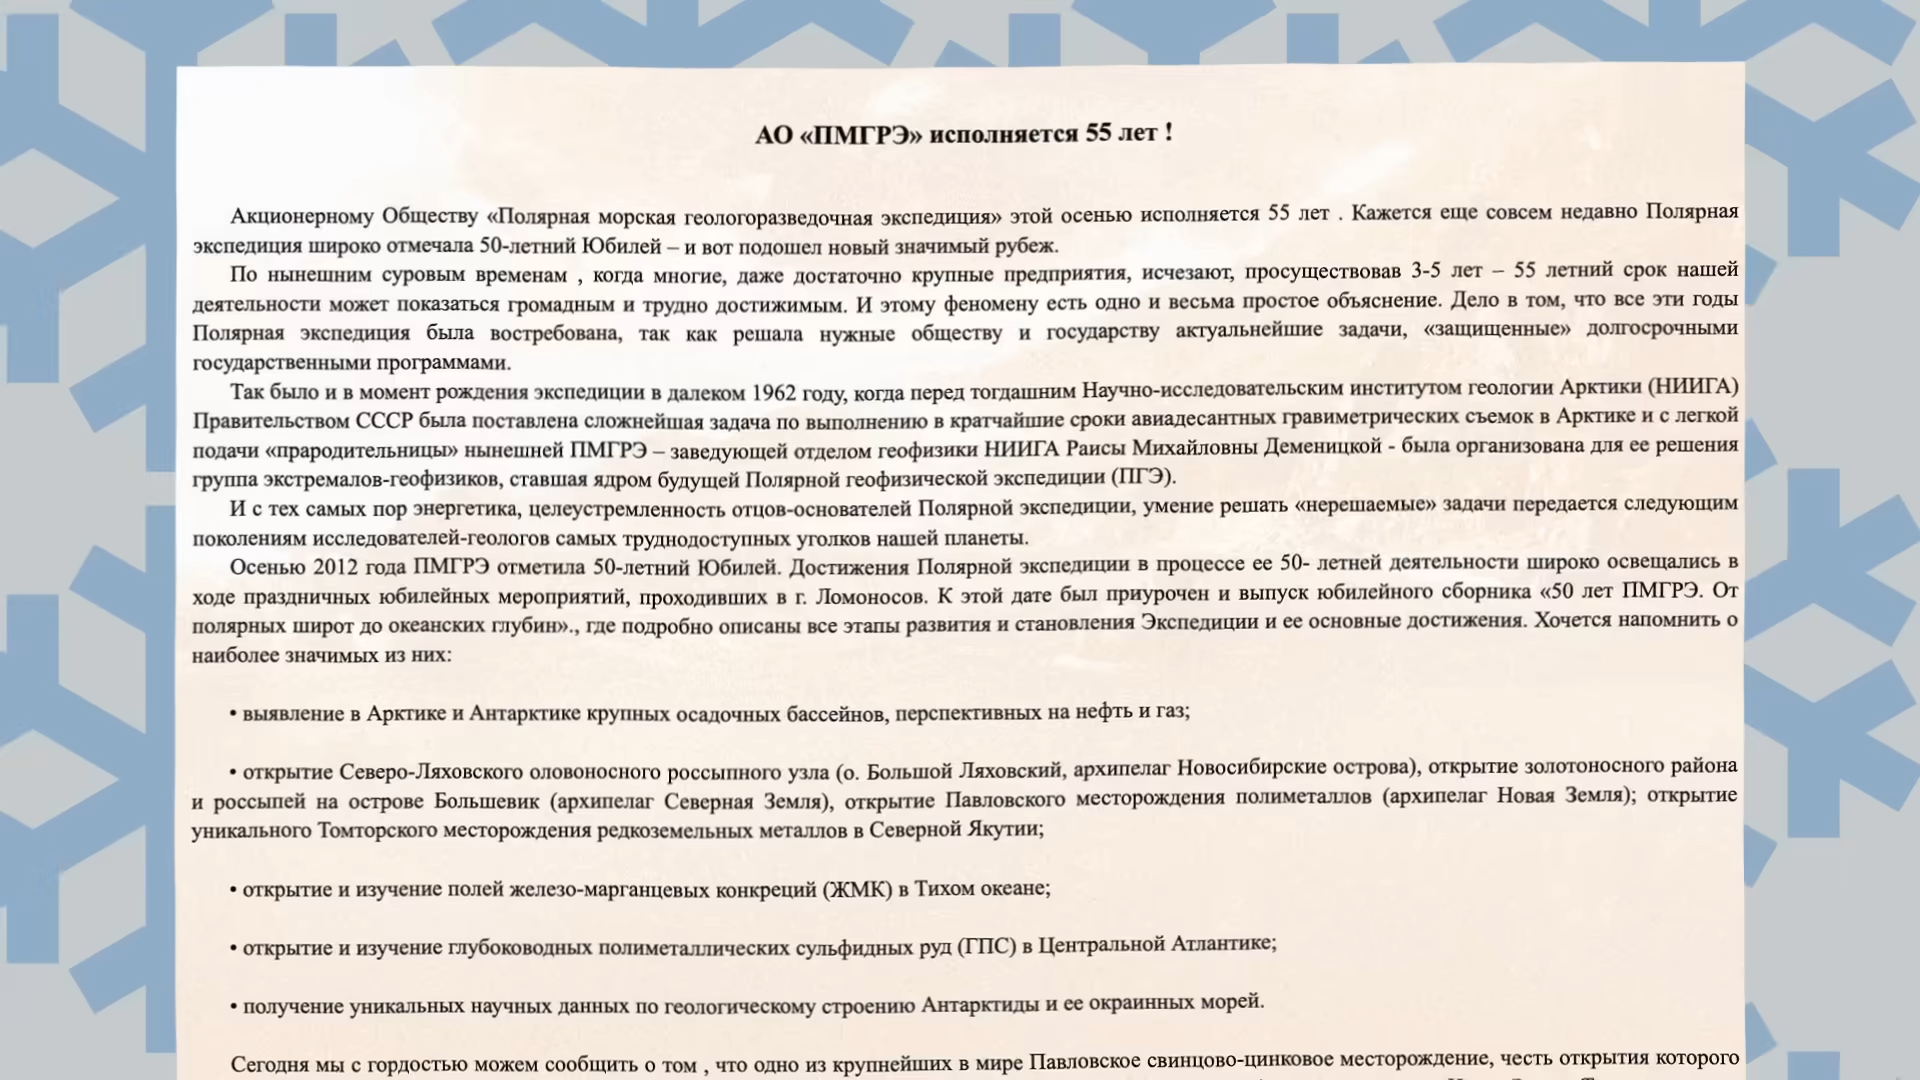 АО «ПМГРЭ» исполняется 55 лет !
Акционерному Обществу «Полярная морская геологоразведочная экспедиция» этой осенью исполняется 55 лет . Кажется еще совсем недавно Полярная
экспедиция широко отмечала 50-летний Юбилей – и вот подошел новый значимый рубеж.
По нынешним суровым временам , когда многие, даже достаточно крупные предприятия, исчезают, просуществовав 3-5 лет – 55 летний срок нашей
деятельности может показаться громадным и трудно достижимым. И этому феномену есть одно и весьма простое объяснение. Дело в том, что все эти годы
Полярная экспедиция была востребована, так как решала нужные обществу и государству актуальнейшие задачи, «защищенные» долгосрочными
государственными программами.
Так было и в момент рождения экспедиции в далеком 1962 году, когда перед тогдашним Научно-исследовательским институтом геологии Арктики (НИИГА)
Правительством СССР была поставлена сложнейшая задача по выполнению в кратчайшие сроки авиадесантных гравиметрических съемок в Арктике и с легкой
подачи «прародительницы» нынешней ПМГРЭ – заведующей отделом геофизики НИИГА Раисы Михайловны Деменицкой - была организована для ее решения
группа экстремалов-геофизиков, ставшая ядром будущей Полярной геофизической экспедиции (ПГЭ).
И с тех самых пор энергетика, целеустремленность отцов-основателей Полярной экспедиции, умение решать «нерешаемые» задачи передается следующим
поколениям исследователей-геологов самых труднодоступных уголков нашей планеты.
Осенью 2012 года ПМГРЭ отметила 50-летний Юбилей. Достижения Полярной экспедиции в процессе ее 50- летней деятельности широко освещались в
ходе праздничных юбилейных мероприятий, проходивших в г. Ломоносов. К этой дате был приурочен и выпуск юбилейного сборника «50 лет ПМГРЭ. От
полярных широт до океанских глубин»., где подробно описаны все этапы развития и становления Экспедиции и ее основные достижения. Хочется напомнить о
наиболее значимых из них:
• выявление в Арктике и Антарктике крупных осадочных бассейнов, перспективных на нефть и газ;
• открытие Северо-Ляховского оловоносного россыпного узла (о. Большой Ляховский, архипелаг Новосибирские острова), открытие золотоносного района
и россыпей на острове Большевик (архипелаг Северная Земля), открытие Павловского месторождения полиметаллов (архипелаг Новая Земля); открытие
уникального Томторского месторождения редкоземельных металлов в Северной Якутии;
• открытие и изучение полей железо-марганцевых конкреций (ЖМК) в Тихом океане;
• открытие и изучение глубоководных полиметаллических сульфидных руд (ГПС) в Центральной Атлантике;
• получение уникальных научных данных по геологическому строению Антарктиды и ее окраинных морей.
Сегодня мы с гордостью можем сообщить о том , что одно из крупнейших в мире Павловское свинцово-цинковое месторождение, честь открытия которого